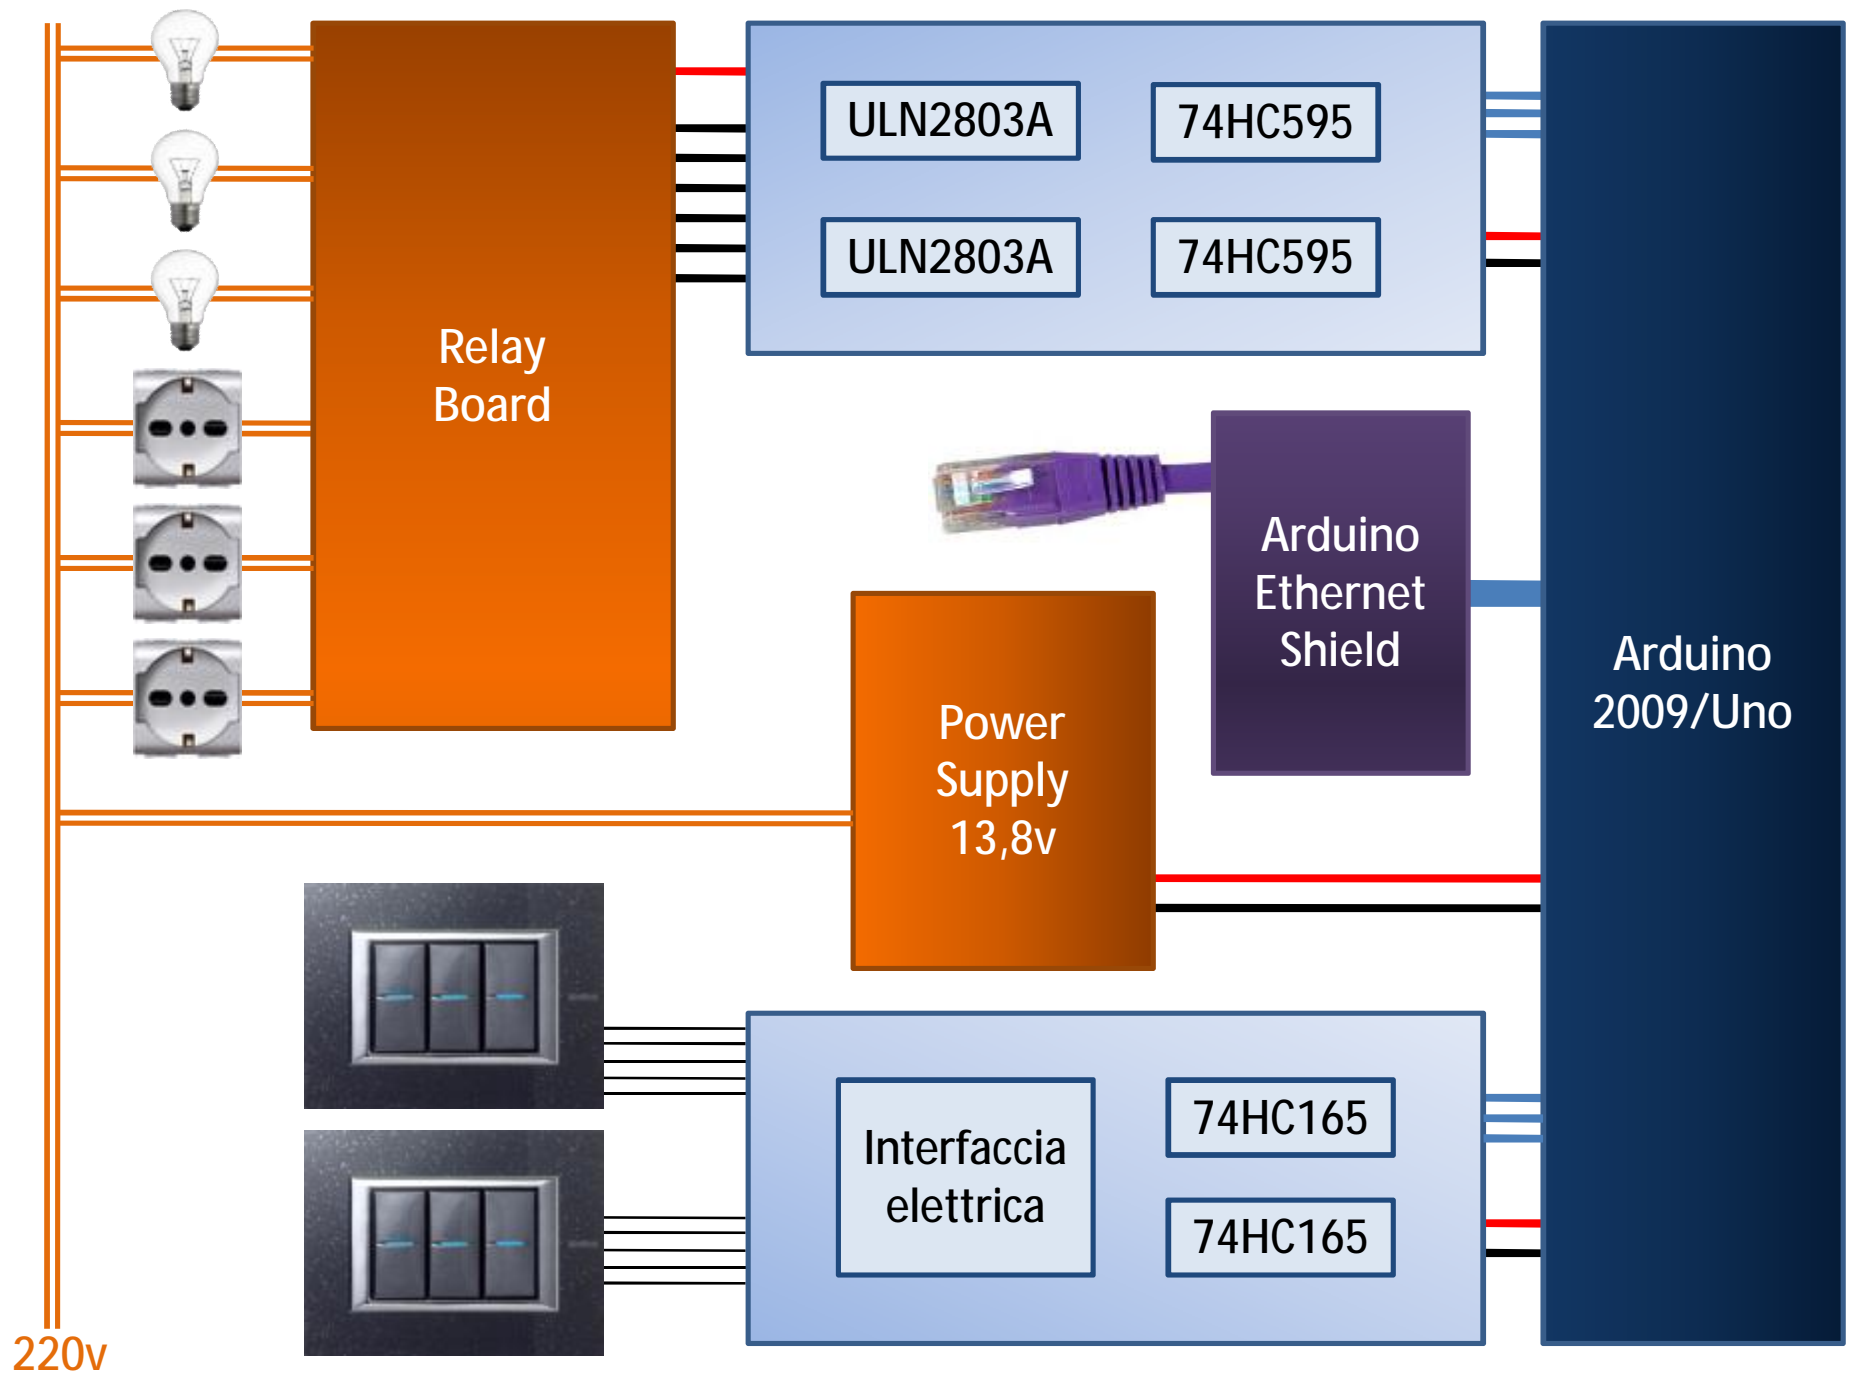 ULN2803A
74HC595
ULN2803A
74HC595
Relay
Board
Arduino
Ethernet
Shield
Arduino
2009/Uno
Power
Supply
13,8v
Interfaccia
elettrica
74HC165
74HC165
220v